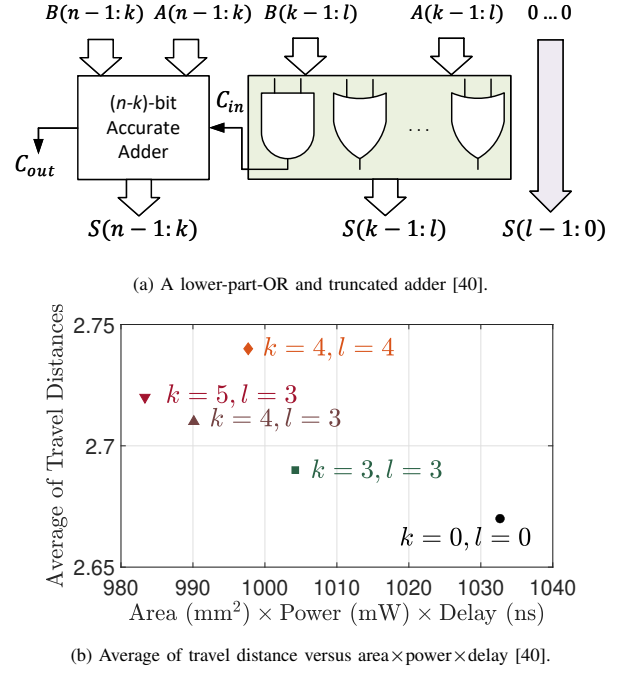 B(n − 1: k) A(n − 1: k) B(k − 1: l) A(k − 1: l) 0 … 0
(n-k)-bit
Accurate
Adder
C_in
...
C_out
S(n − 1: k) S(k − 1: l) S(l − 1: 0)
(a) A lower-part-OR and truncated adder [40].
Average of Travel Distances
2.75
k = 4, l = 4
k = 5, l = 3
k = 4, l = 3
2.7
k = 3, l = 3
k = 0, l = 0
2.65
980 990 1000 1010 1020 1030 1040
Area (mm²) × Power (mW) × Delay (ns)
(b) Average of travel distance versus area×power×delay [40].